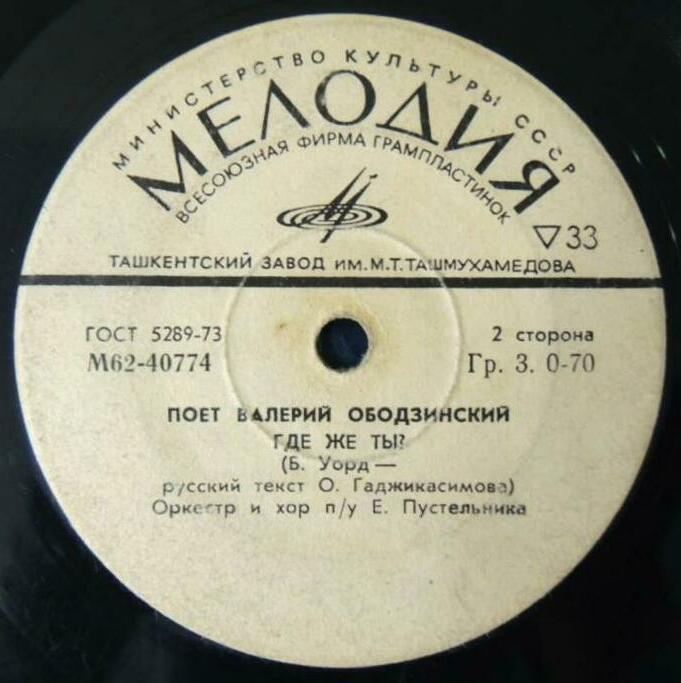 МИНИСТЕРСТВО КУЛЬТУРЫ СССР
МЕЛОДИЯ
ВСЕСОЮЗНАЯ ФИРМА ГРАМПЛАСТИНОК
▽33
ТАШКЕНТСКИЙ ЗАВОД ИМ.М.Т.ТАШМУХАМЕДОВА
ГОСТ 5289-73
2 сторона
М62-40774
Гр. 3. 0-70
ПОЕТ ВАЛЕРИЙ ОБОДЗИНСКИЙ
ГДЕ ЖЕ ТЫ?
(Б. Уорд —
русский текст О. Гаджикасимова)
Оркестр и хор п/у Е. Пустельника